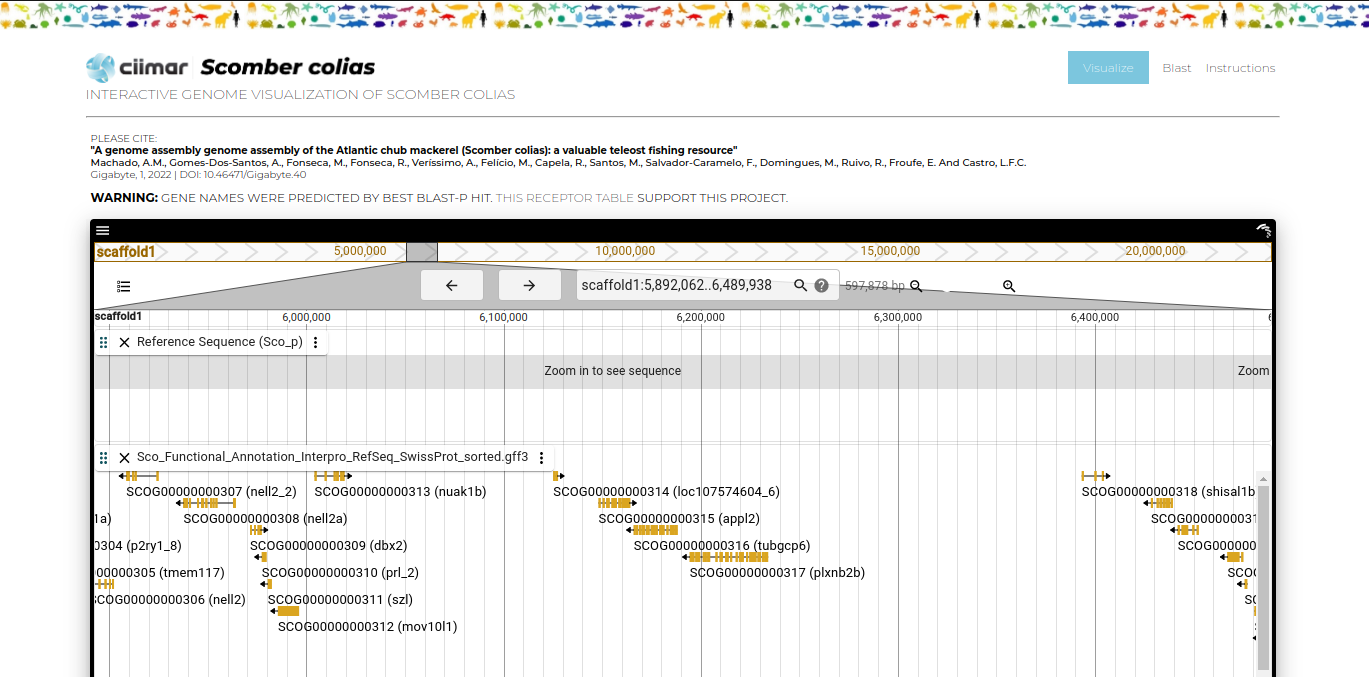 ciimar Scomber colias
Visualize Blast Instructions
INTERACTIVE GENOME VISUALIZATION OF SCOMBER COLIAS
PLEASE CITE:
"A genome assembly genome assembly of the Atlantic chub mackerel (Scomber colias): a valuable teleost fishing resource"
Machado, A.M., Gomes-Dos-Santos, A., Fonseca, M., Fonseca, R., Veríssimo, A., Felício, M., Capela, R., Santos, M., Salvador-Caramelo, F., Domingues, M., Ruivo, R., Froufe, E. And Castro, L.F.C.
Gigabyte, 1, 2022 | DOI: 10.46471/Gigabyte.40
WARNING: GENE NAMES WERE PREDICTED BY BEST BLAST-P HIT. THIS RECEPTOR TABLE SUPPORT THIS PROJECT.
scaffold1 5,000,000 10,000,000 15,000,000 20,000,000
scaffold1:5,892,062..6,489,938 597,878 bp
scaffold1 6,000,000 6,100,000 6,200,000 6,300,000 6,400,000 6
Reference Sequence (Sco_p)
Zoom in to see sequence Zoom
Sco_Functional_Annotation_Interpro_RefSeq_SwissProt_sorted.gff3
SCOG00000000307 (nell2_2) SCOG00000000313 (nuak1b) SCOG00000000314 (loc107574604_6) SCOG00000000318 (shisal1b
1a) SCOG00000000308 (nell2a) SCOG00000000315 (appl2) SCOG0000000031
0304 (p2ry1_8) SCOG00000000309 (dbx2) SCOG00000000316 (tubgcp6) SCOG0000000
00000305 (tmem117) SCOG00000000310 (prl_2) SCOG00000000317 (plxnb2b) SCO
SCOG00000000306 (nell2) SCOG00000000311 (szl) S
SCOG00000000312 (mov10l1)